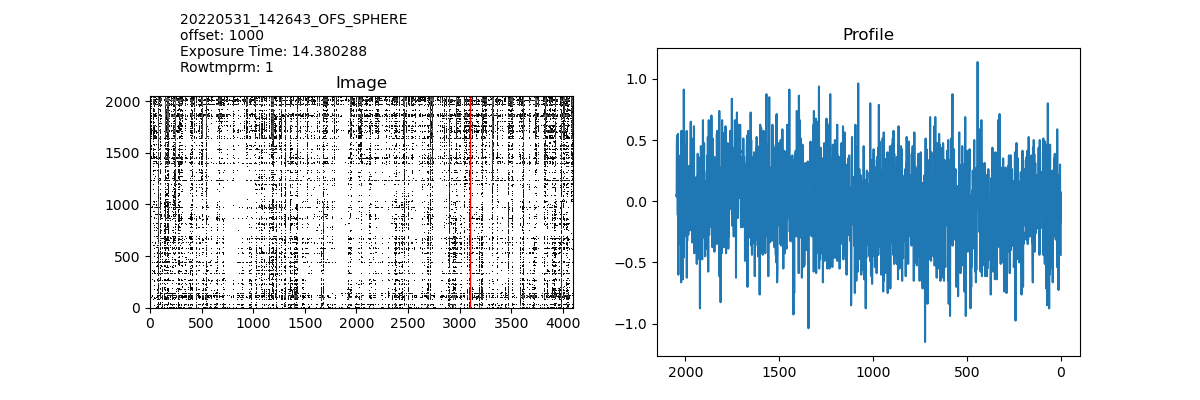 20220531_142643_OFS_SPHERE
offset: 1000
Exposure Time: 14.380288
Rowtmprm: 1
Image
2000
1500
1000
500
0
0 500 1000 1500 2000 2500 3000 3500 4000
Profile
1.0
0.5
0.0
−0.5
−1.0
2000 1500 1000 500 0